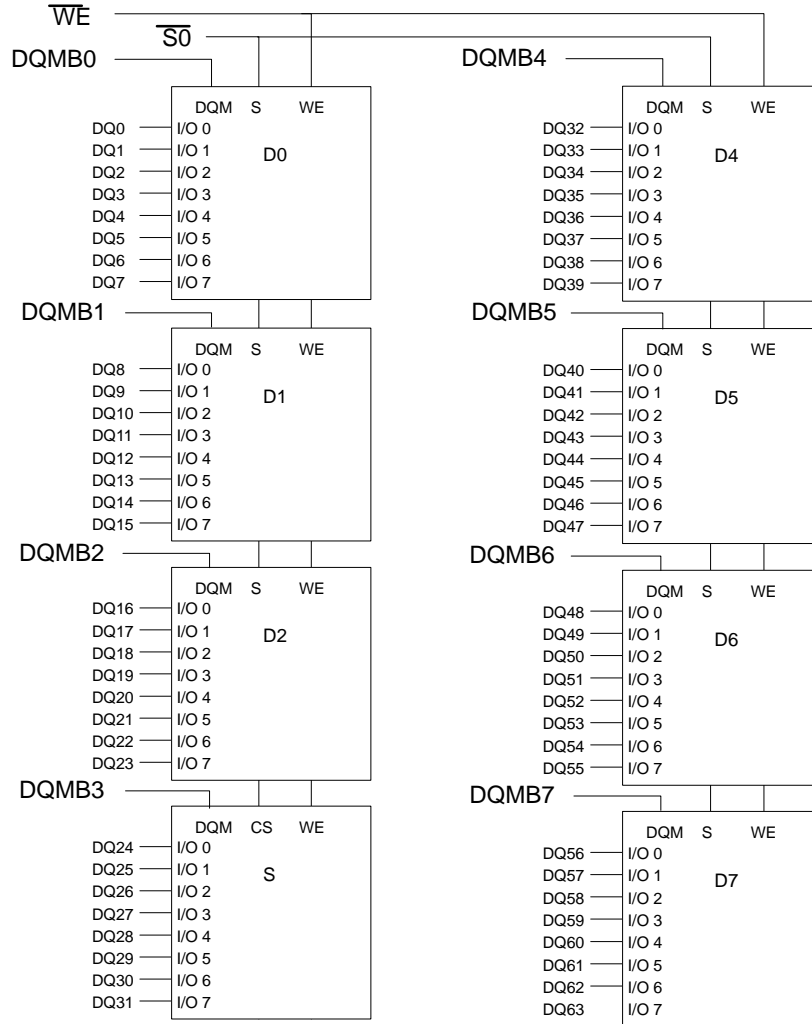 W̅E̅
S̅0̅
DQMB0
DQM S WE
D0
DQ0 I/O 0
DQ1 I/O 1
DQ2 I/O 2
DQ3 I/O 3
DQ4 I/O 4
DQ5 I/O 5
DQ6 I/O 6
DQ7 I/O 7
DQMB1
DQM S WE
D1
DQ8 I/O 0
DQ9 I/O 1
DQ10 I/O 2
DQ11 I/O 3
DQ12 I/O 4
DQ13 I/O 5
DQ14 I/O 6
DQ15 I/O 7
DQMB2
DQM S WE
D2
DQ16 I/O 0
DQ17 I/O 1
DQ18 I/O 2
DQ19 I/O 3
DQ20 I/O 4
DQ21 I/O 5
DQ22 I/O 6
DQ23 I/O 7
DQMB3
DQM CS WE
S
DQ24 I/O 0
DQ25 I/O 1
DQ26 I/O 2
DQ27 I/O 3
DQ28 I/O 4
DQ29 I/O 5
DQ30 I/O 6
DQ31 I/O 7
DQMB4
DQM S WE
D4
DQ32 I/O 0
DQ33 I/O 1
DQ34 I/O 2
DQ35 I/O 3
DQ36 I/O 4
DQ37 I/O 5
DQ38 I/O 6
DQ39 I/O 7
DQMB5
DQM S WE
D5
DQ40 I/O 0
DQ41 I/O 1
DQ42 I/O 2
DQ43 I/O 3
DQ44 I/O 4
DQ45 I/O 5
DQ46 I/O 6
DQ47 I/O 7
DQMB6
DQM S WE
D6
DQ48 I/O 0
DQ49 I/O 1
DQ50 I/O 2
DQ51 I/O 3
DQ52 I/O 4
DQ53 I/O 5
DQ54 I/O 6
DQ55 I/O 7
DQMB7
DQM S WE
D7
DQ56 I/O 0
DQ57 I/O 1
DQ58 I/O 2
DQ59 I/O 3
DQ60 I/O 4
DQ61 I/O 5
DQ62 I/O 6
DQ63 I/O 7